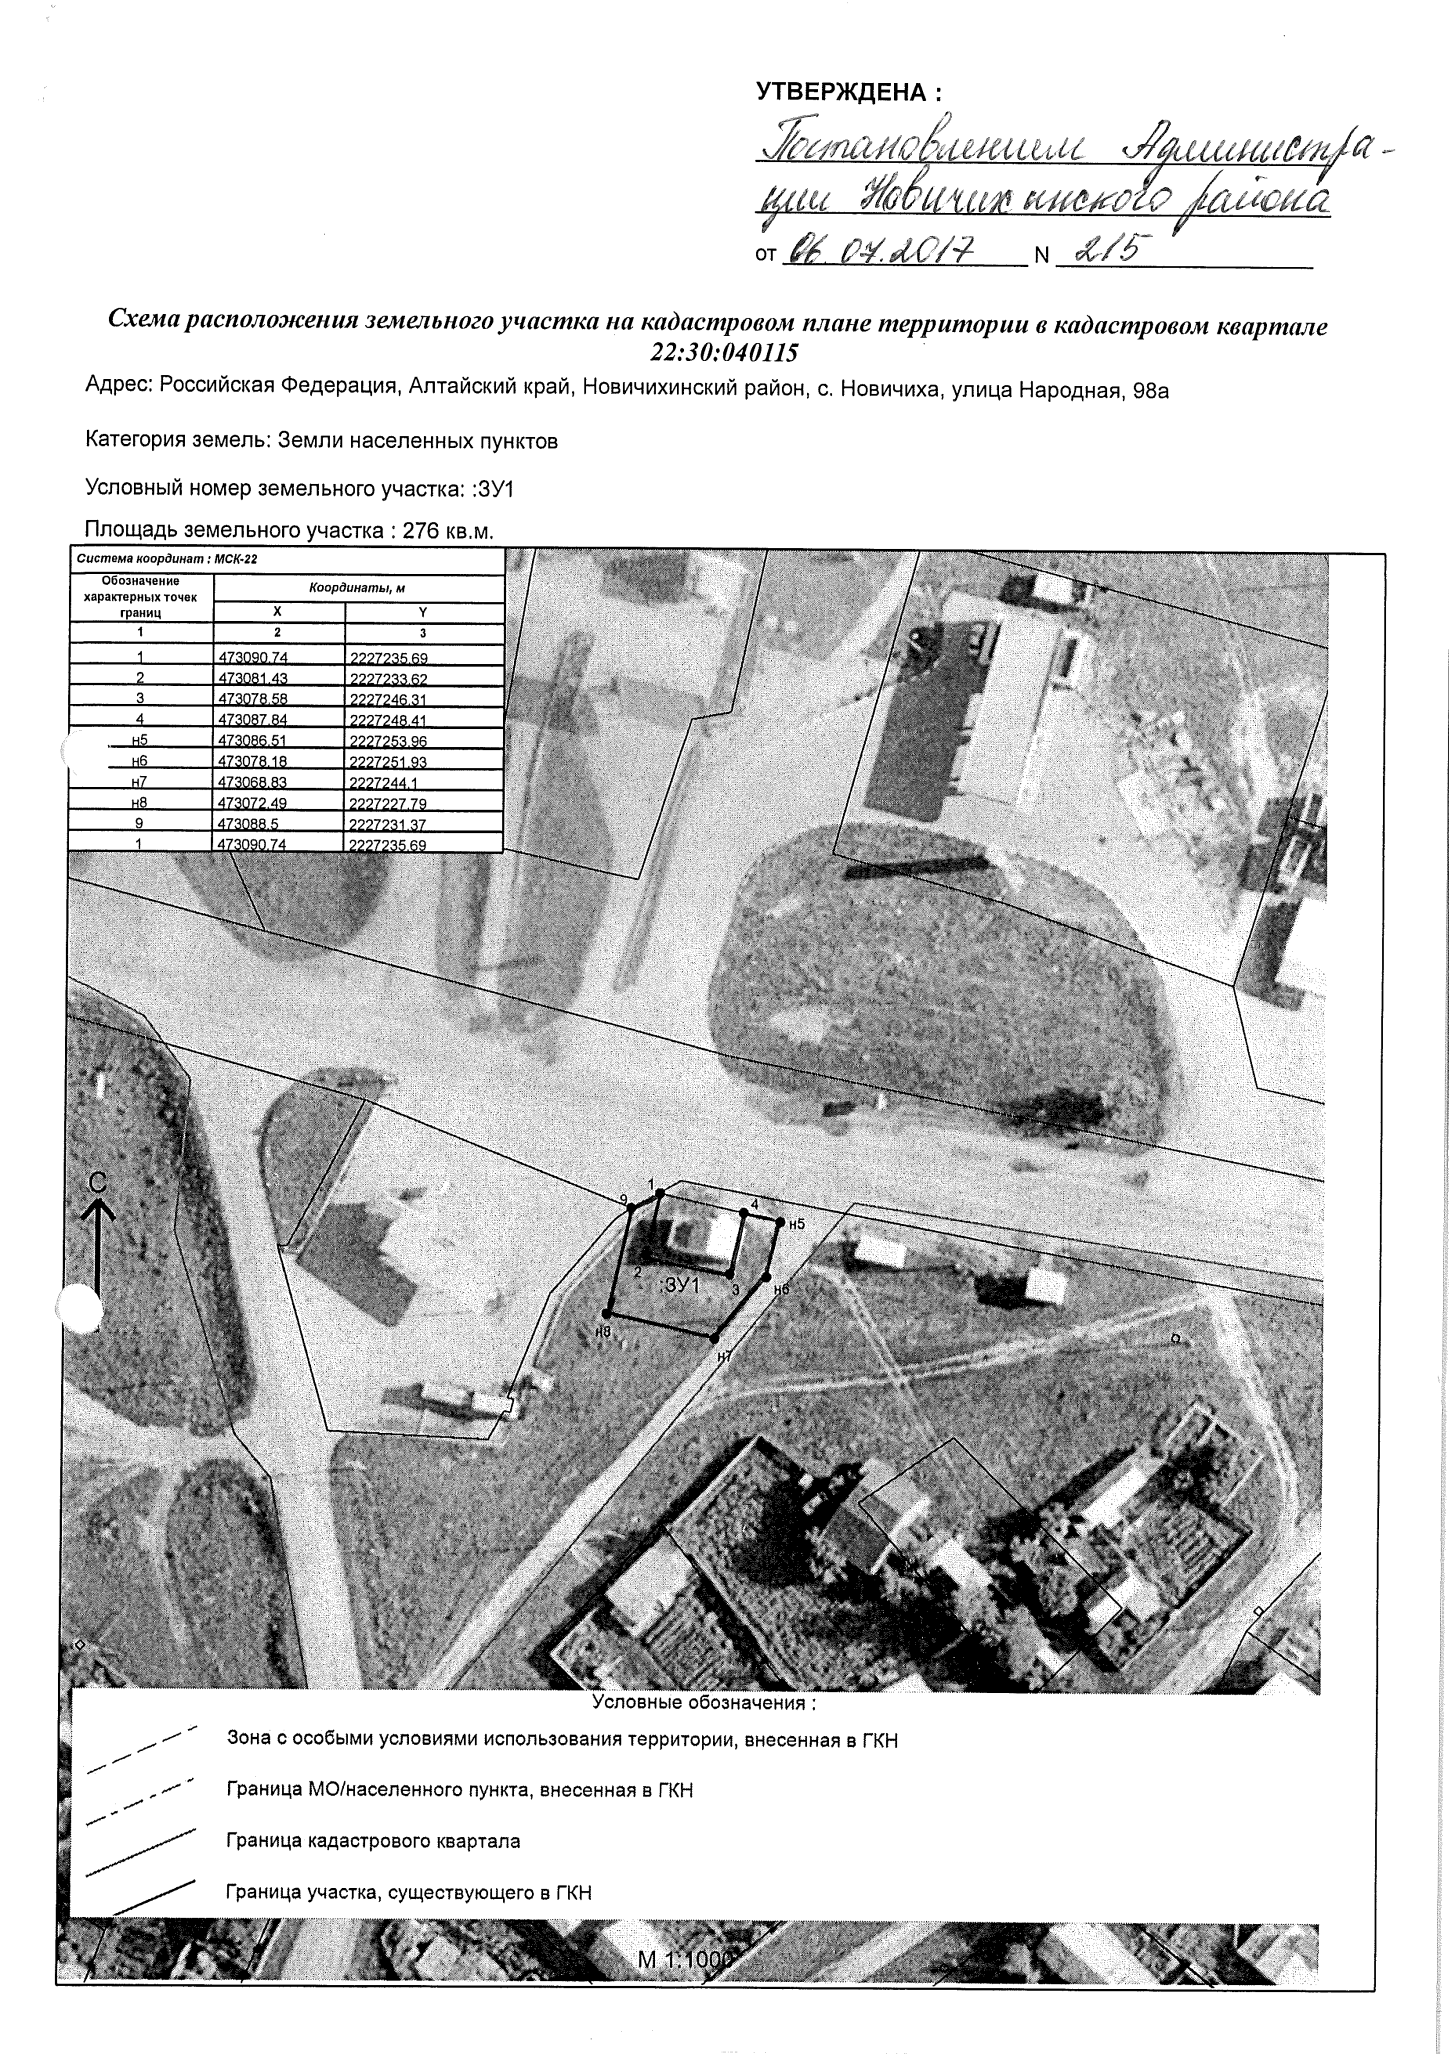 УТВЕРЖДЕНА :
Постановлением Администра-
ции Новичихинского района
от 06.07.2017 N 215
Схема расположения земельного участка на кадастровом плане территории в кадастровом квартале
22:30:040115
Адрес: Российская Федерация, Алтайский край, Новичихинский район, с. Новичиха, улица Народная, 98а
Категория земель: Земли населенных пунктов
Условный номер земельного участка: :ЗУ1
Площадь земельного участка : 276 кв.м.
Система координат : МСК-22
Обозначение характерных точек границ
Координаты, м
X Y
1 2 3
1 473090.74 2227235.69
2 473081.43 2227233.62
3 473078.58 2227246.31
4 473087.84 2227248.41
н5 473086.51 2227253.96
н6 473078.18 2227251.93
н7 473068.83 2227244.1
н8 473072.49 2227227.79
9 473088.5 2227231.37
1 473090.74 2227235.69
С
1
9
4
н5
2
:ЗУ1
3
н6
н8
н7
Условные обозначения :
Зона с особыми условиями использования территории, внесенная в ГКН
Граница МО/населенного пункта, внесенная в ГКН
Граница кадастрового квартала
Граница участка, существующего в ГКН
М 1:1000